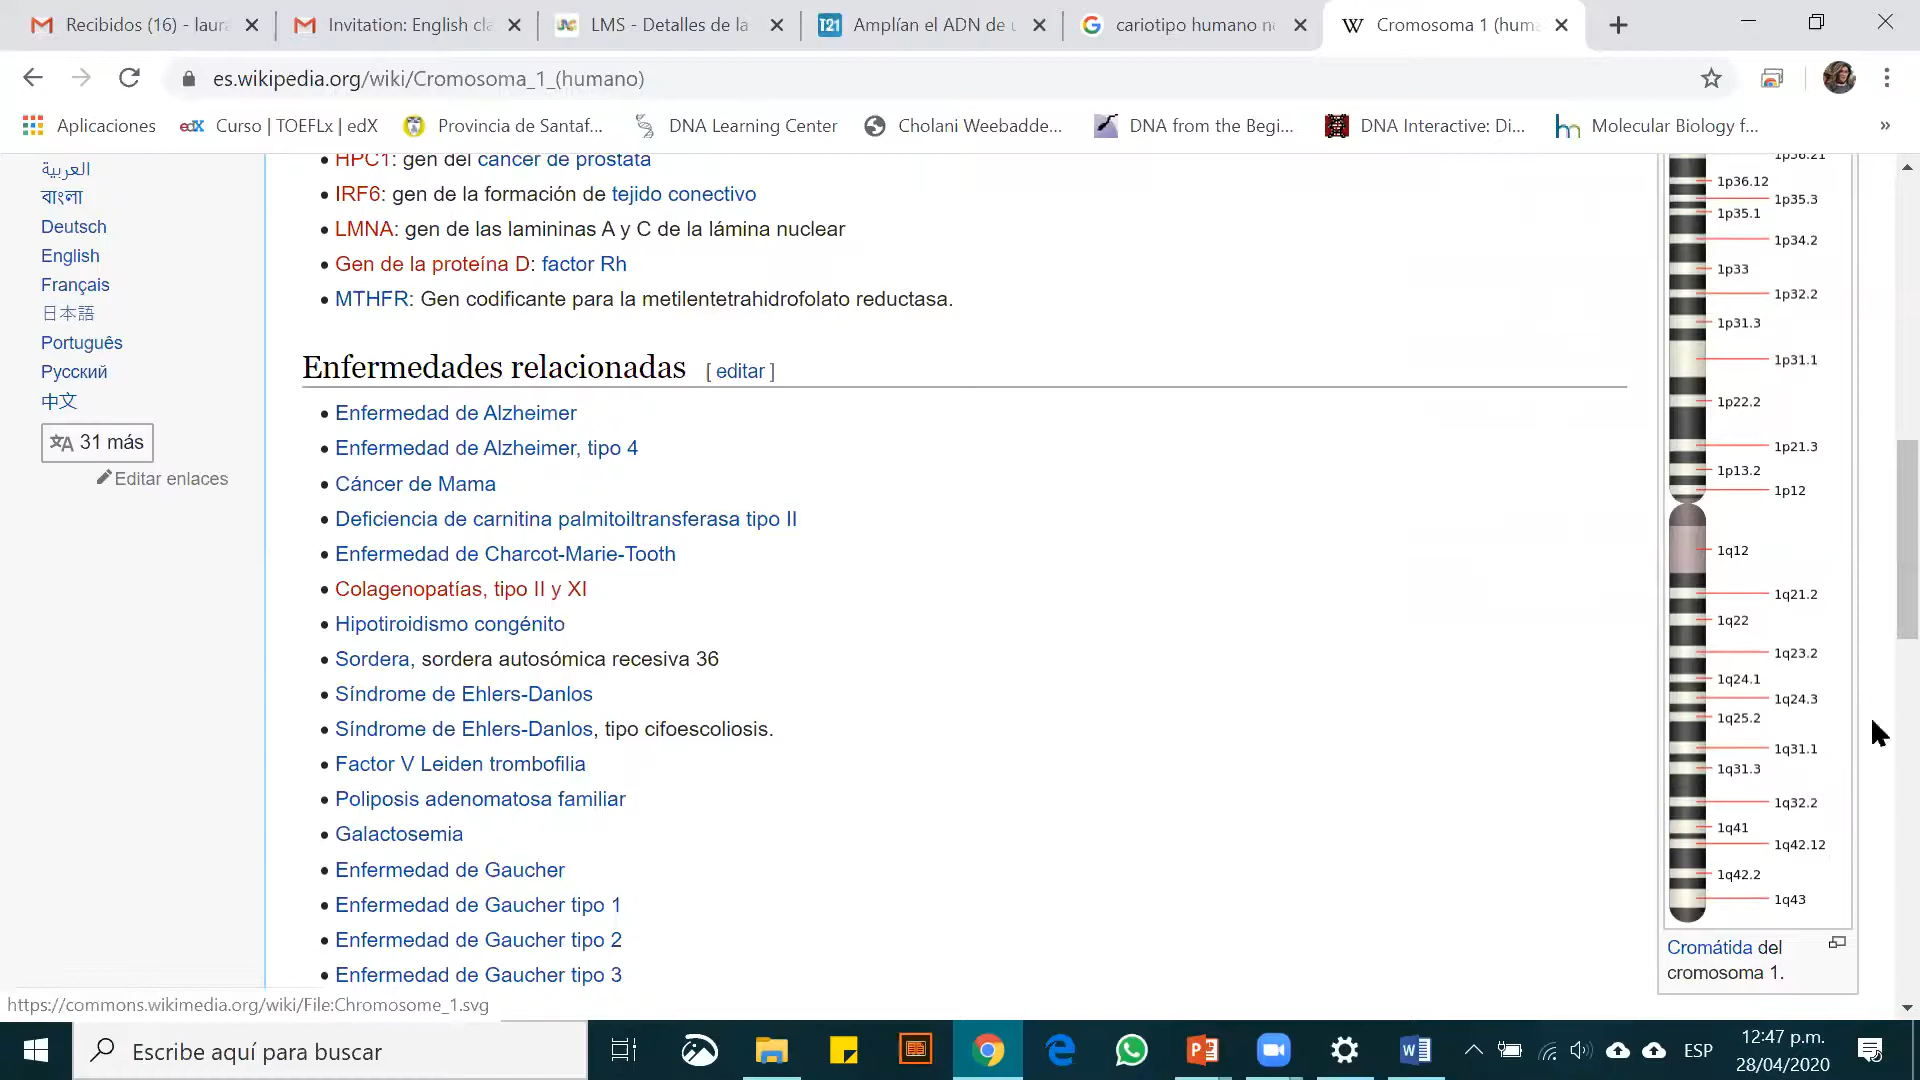 Recibidos (16) - laura
Invitation: English cla
LMS - Detalles de la
T21
Amplían el ADN de u
cariotipo humano n
Cromosoma 1 (huma
es.wikipedia.org/wiki/Cromosoma_1_(humano)
Aplicaciones
edX
Curso | TOEFLx | edX
Provincia de Santaf...
DNA Learning Center
Cholani Weebadde...
DNA from the Begi...
DNA Interactive: Di...
Molecular Biology f...
»
العربية
বাংলা
Deutsch
English
Français
日本語
Português
Русский
中文
31 más
Editar enlaces
• HPC1: gen del cáncer de prostata
• IRF6: gen de la formación de tejido conectivo
• LMNA: gen de las lamininas A y C de la lámina nuclear
• Gen de la proteína D: factor Rh
• MTHFR: Gen codificante para la metilentetrahidrofolato reductasa.
Enfermedades relacionadas [ editar ]
• Enfermedad de Alzheimer
• Enfermedad de Alzheimer, tipo 4
• Cáncer de Mama
• Deficiencia de carnitina palmitoiltransferasa tipo II
• Enfermedad de Charcot-Marie-Tooth
• Colagenopatías, tipo II y XI
• Hipotiroidismo congénito
• Sordera, sordera autosómica recesiva 36
• Síndrome de Ehlers-Danlos
• Síndrome de Ehlers-Danlos, tipo cifoescoliosis.
• Factor V Leiden trombofilia
• Poliposis adenomatosa familiar
• Galactosemia
• Enfermedad de Gaucher
• Enfermedad de Gaucher tipo 1
• Enfermedad de Gaucher tipo 2
• Enfermedad de Gaucher tipo 3
1p36.21
1p36.12
1p35.3
1p35.1
1p34.2
1p33
1p32.2
1p31.3
1p31.1
1p22.2
1p21.3
1p13.2
1p12
1q12
1q21.2
1q22
1q23.2
1q24.1
1q24.3
1q25.2
1q31.1
1q31.3
1q32.2
1q41
1q42.12
1q42.2
1q43
Cromátida del
cromosoma 1.
https://commons.wikimedia.org/wiki/File:Chromosome_1.svg
Escribe aquí para buscar
ESP
12:47 p.m.
28/04/2020